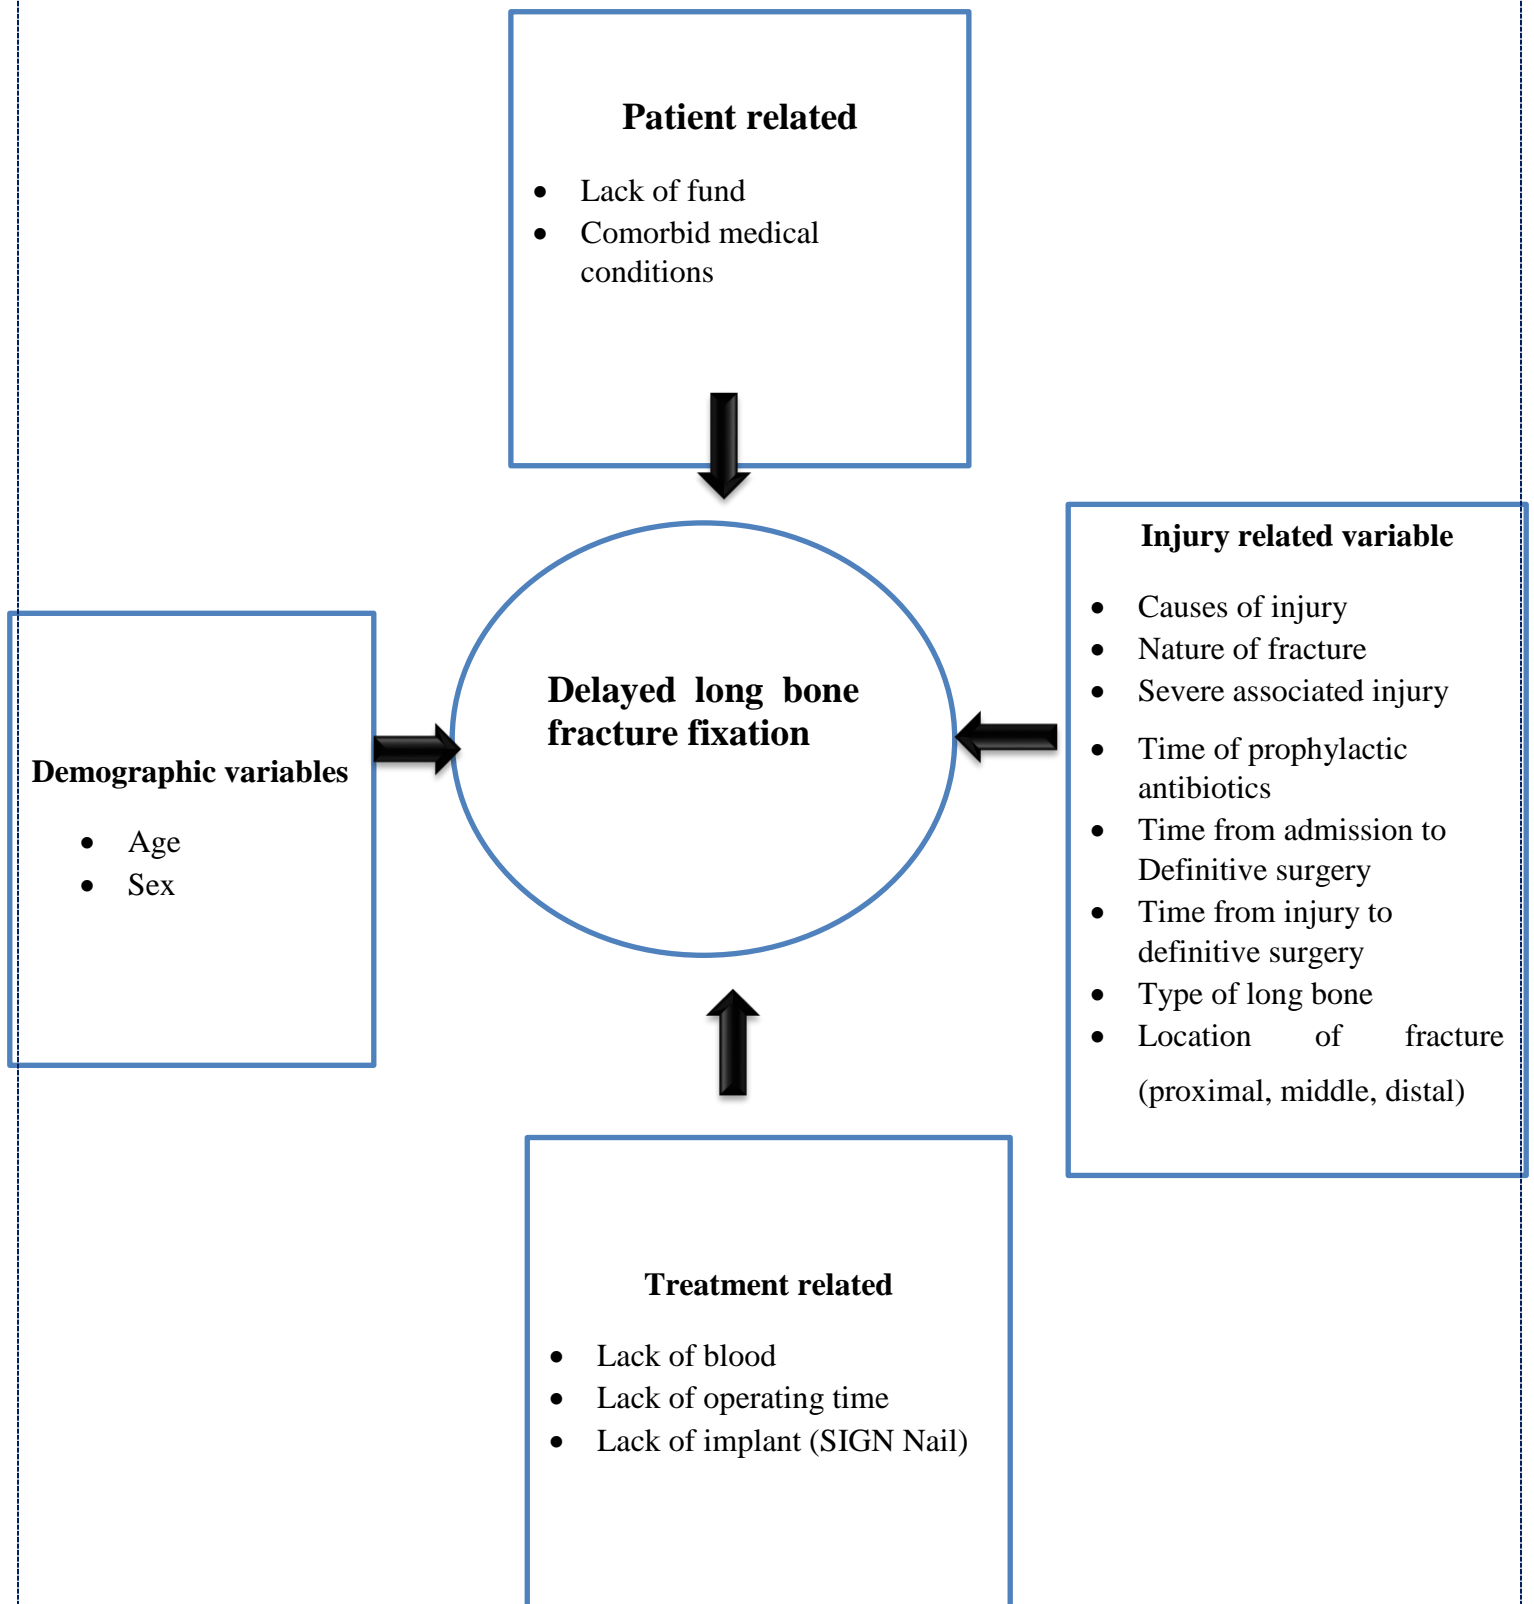 Patient related
• Lack of fund
• Comorbid medical
conditions
Injury related variable
• Causes of injury
• Nature of fracture
• Severe associated injury
• Time of prophylactic
antibiotics
• Time from admission to
Definitive surgery
• Time from injury to
definitive surgery
• Type of long bone
• Location of fracture
(proximal, middle, distal)
Delayed long bone
fracture fixation
Demographic variables
• Age
• Sex
Treatment related
• Lack of blood
• Lack of operating time
• Lack of implant (SIGN Nail)